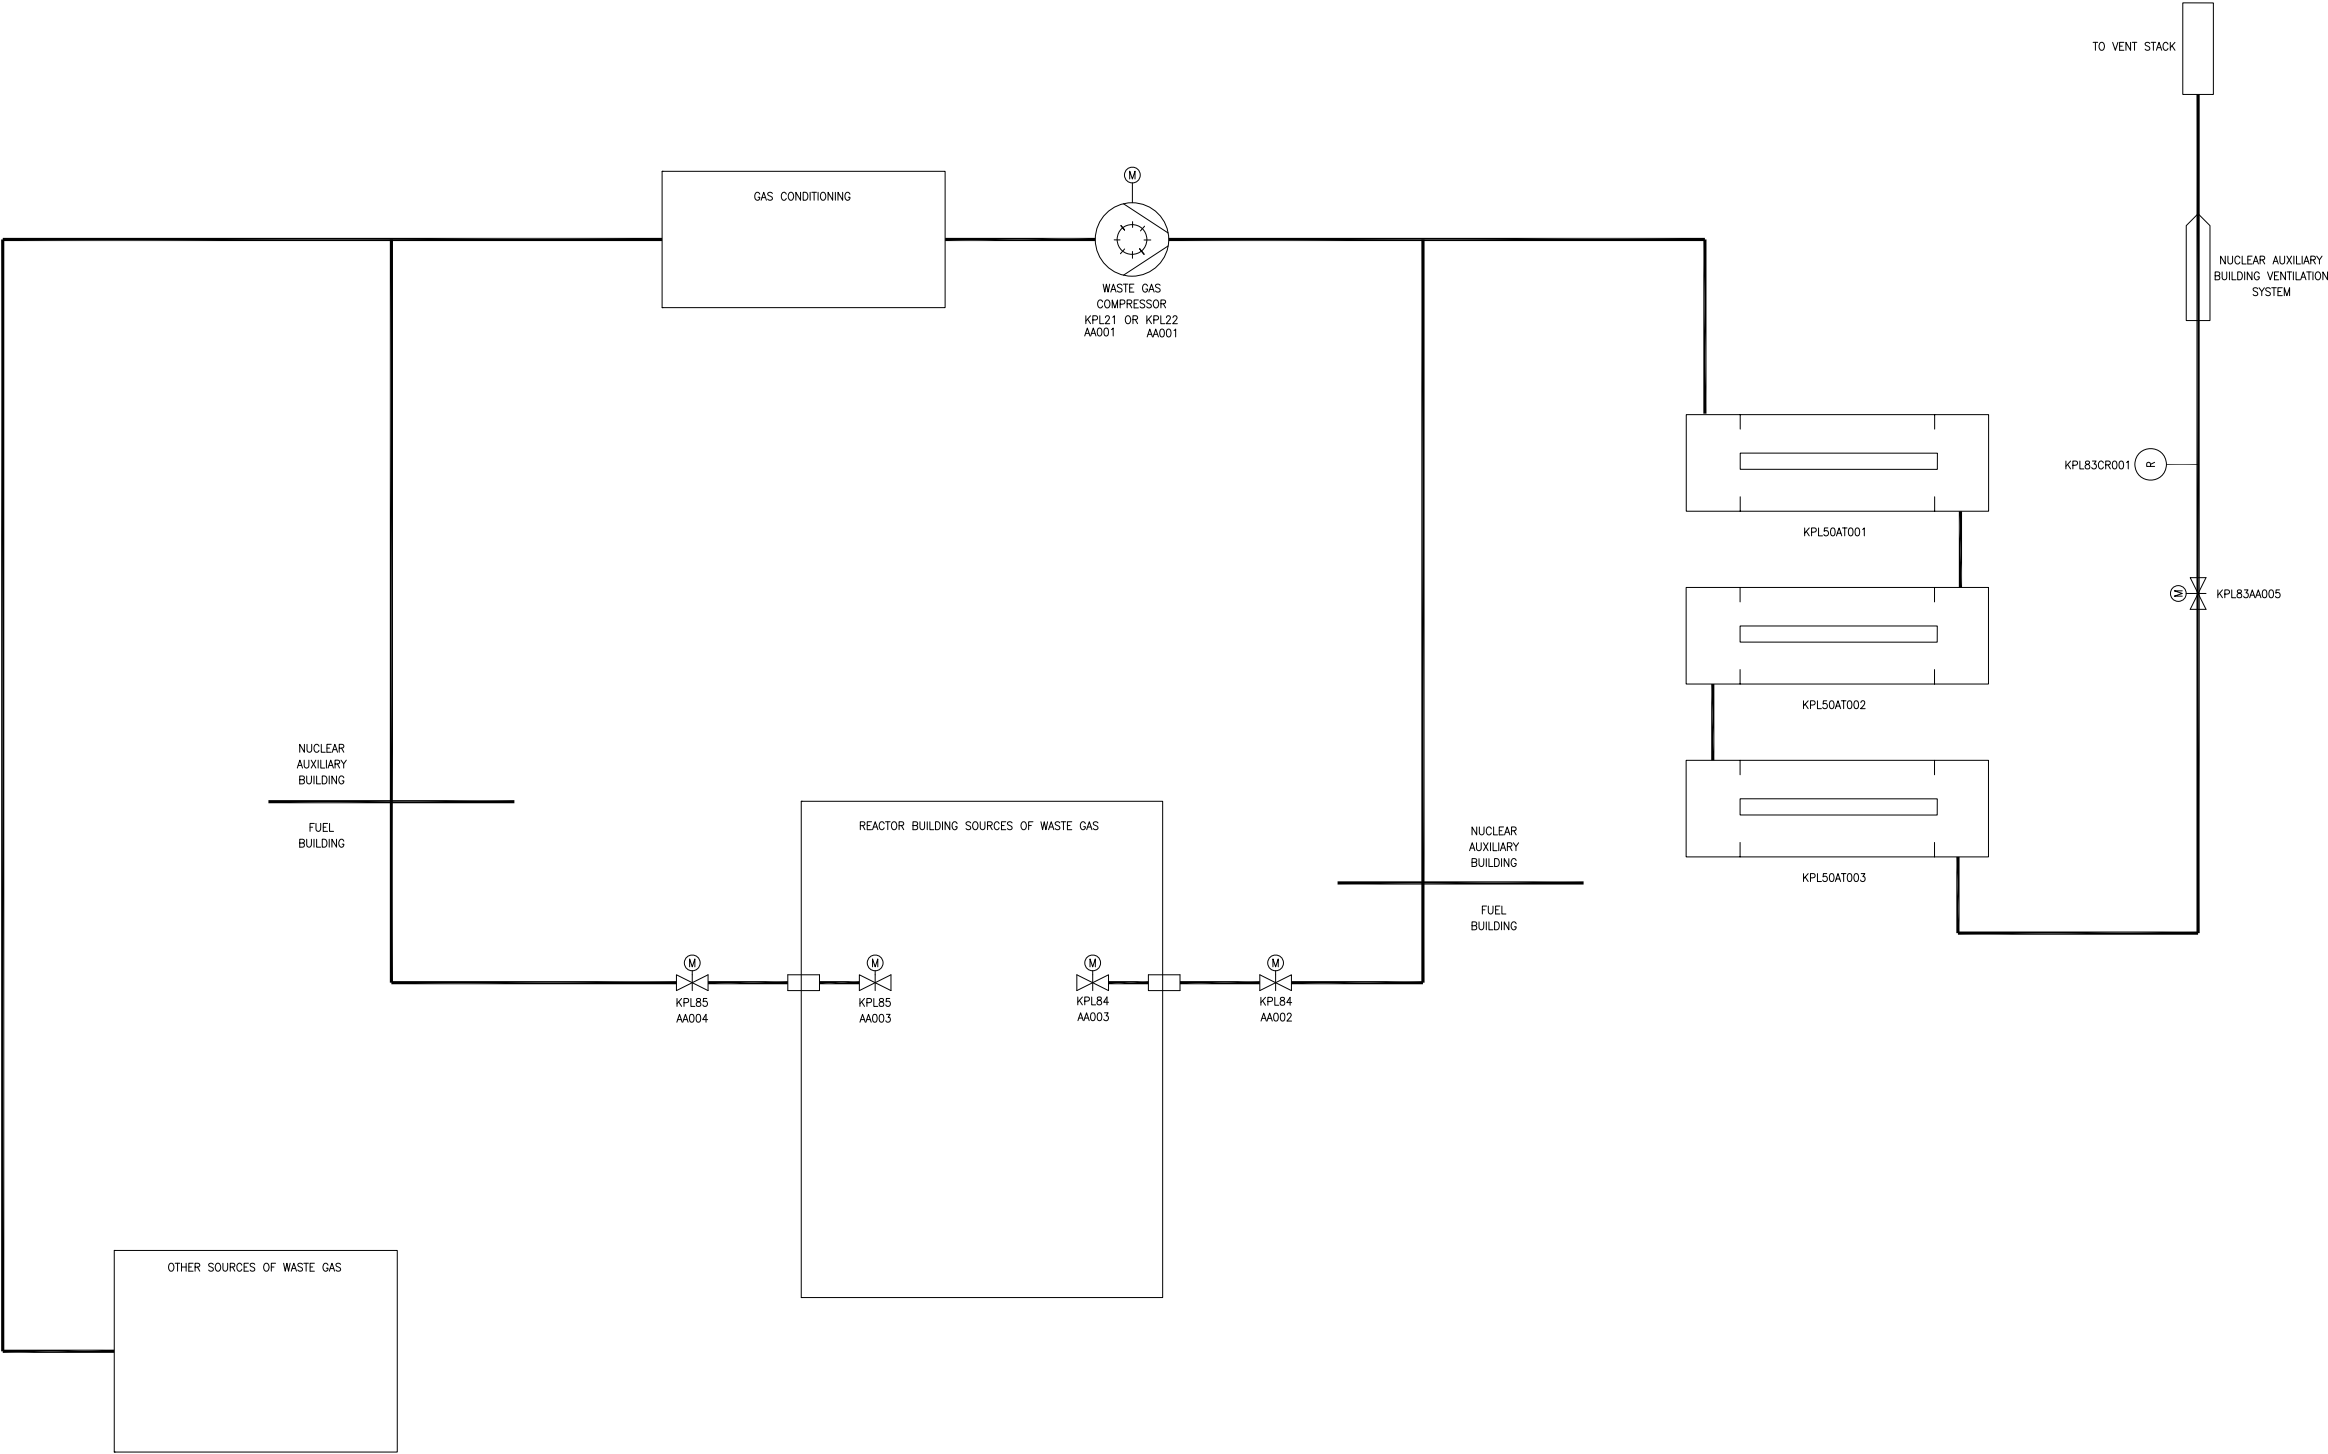 TO VENT STACK
M
GAS CONDITIONING
WASTE GAS
COMPRESSOR
KPL21 OR KPL22
AA001 AA001
NUCLEAR AUXILIARY
BUILDING VENTILATION
SYSTEM
KPL83CR001
R
KPL50AT001
M
KPL83AA005
KPL50AT002
NUCLEAR
AUXILIARY
BUILDING
FUEL
BUILDING
REACTOR BUILDING SOURCES OF WASTE GAS
NUCLEAR
AUXILIARY
BUILDING
FUEL
BUILDING
KPL50AT003
M
KPL85
AA004
M
KPL85
AA003
M
KPL84
AA003
M
KPL84
AA002
OTHER SOURCES OF WASTE GAS